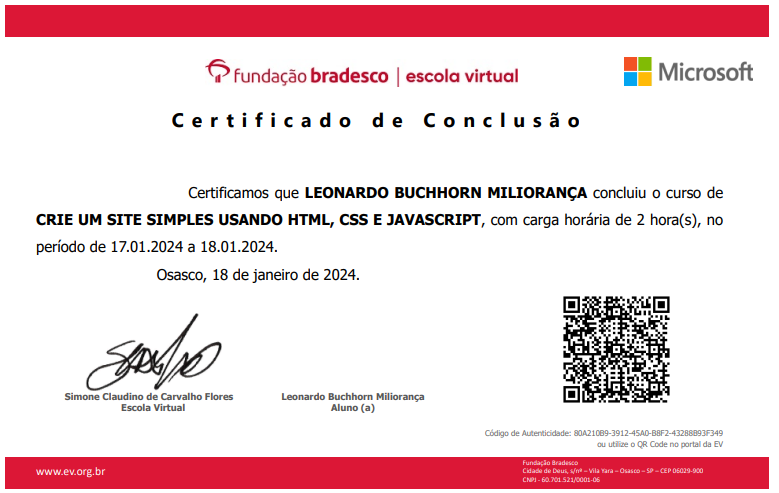 fundação bradesco | escola virtual
Microsoft
Certificado de Conclusão
Certificamos que LEONARDO BUCHHORN MILIORANÇA concluiu o curso de
CRIE UM SITE SIMPLES USANDO HTML, CSS E JAVASCRIPT, com carga horária de 2 hora(s), no
período de 17.01.2024 a 18.01.2024.
Osasco, 18 de janeiro de 2024.
Simone Claudino de Carvalho Flores
Escola Virtual
Leonardo Buchhorn Miliorança
Aluno (a)
Código de Autenticidade: 80A210B9-3912-45A0-B8F2-43288B93F349
ou utilize o QR Code no portal da EV
www.ev.org.br
Fundação Bradesco
Cidade de Deus, s/nº – Vila Yara – Osasco – SP – CEP 06029-900
CNPJ - 60.701.521/0001-06